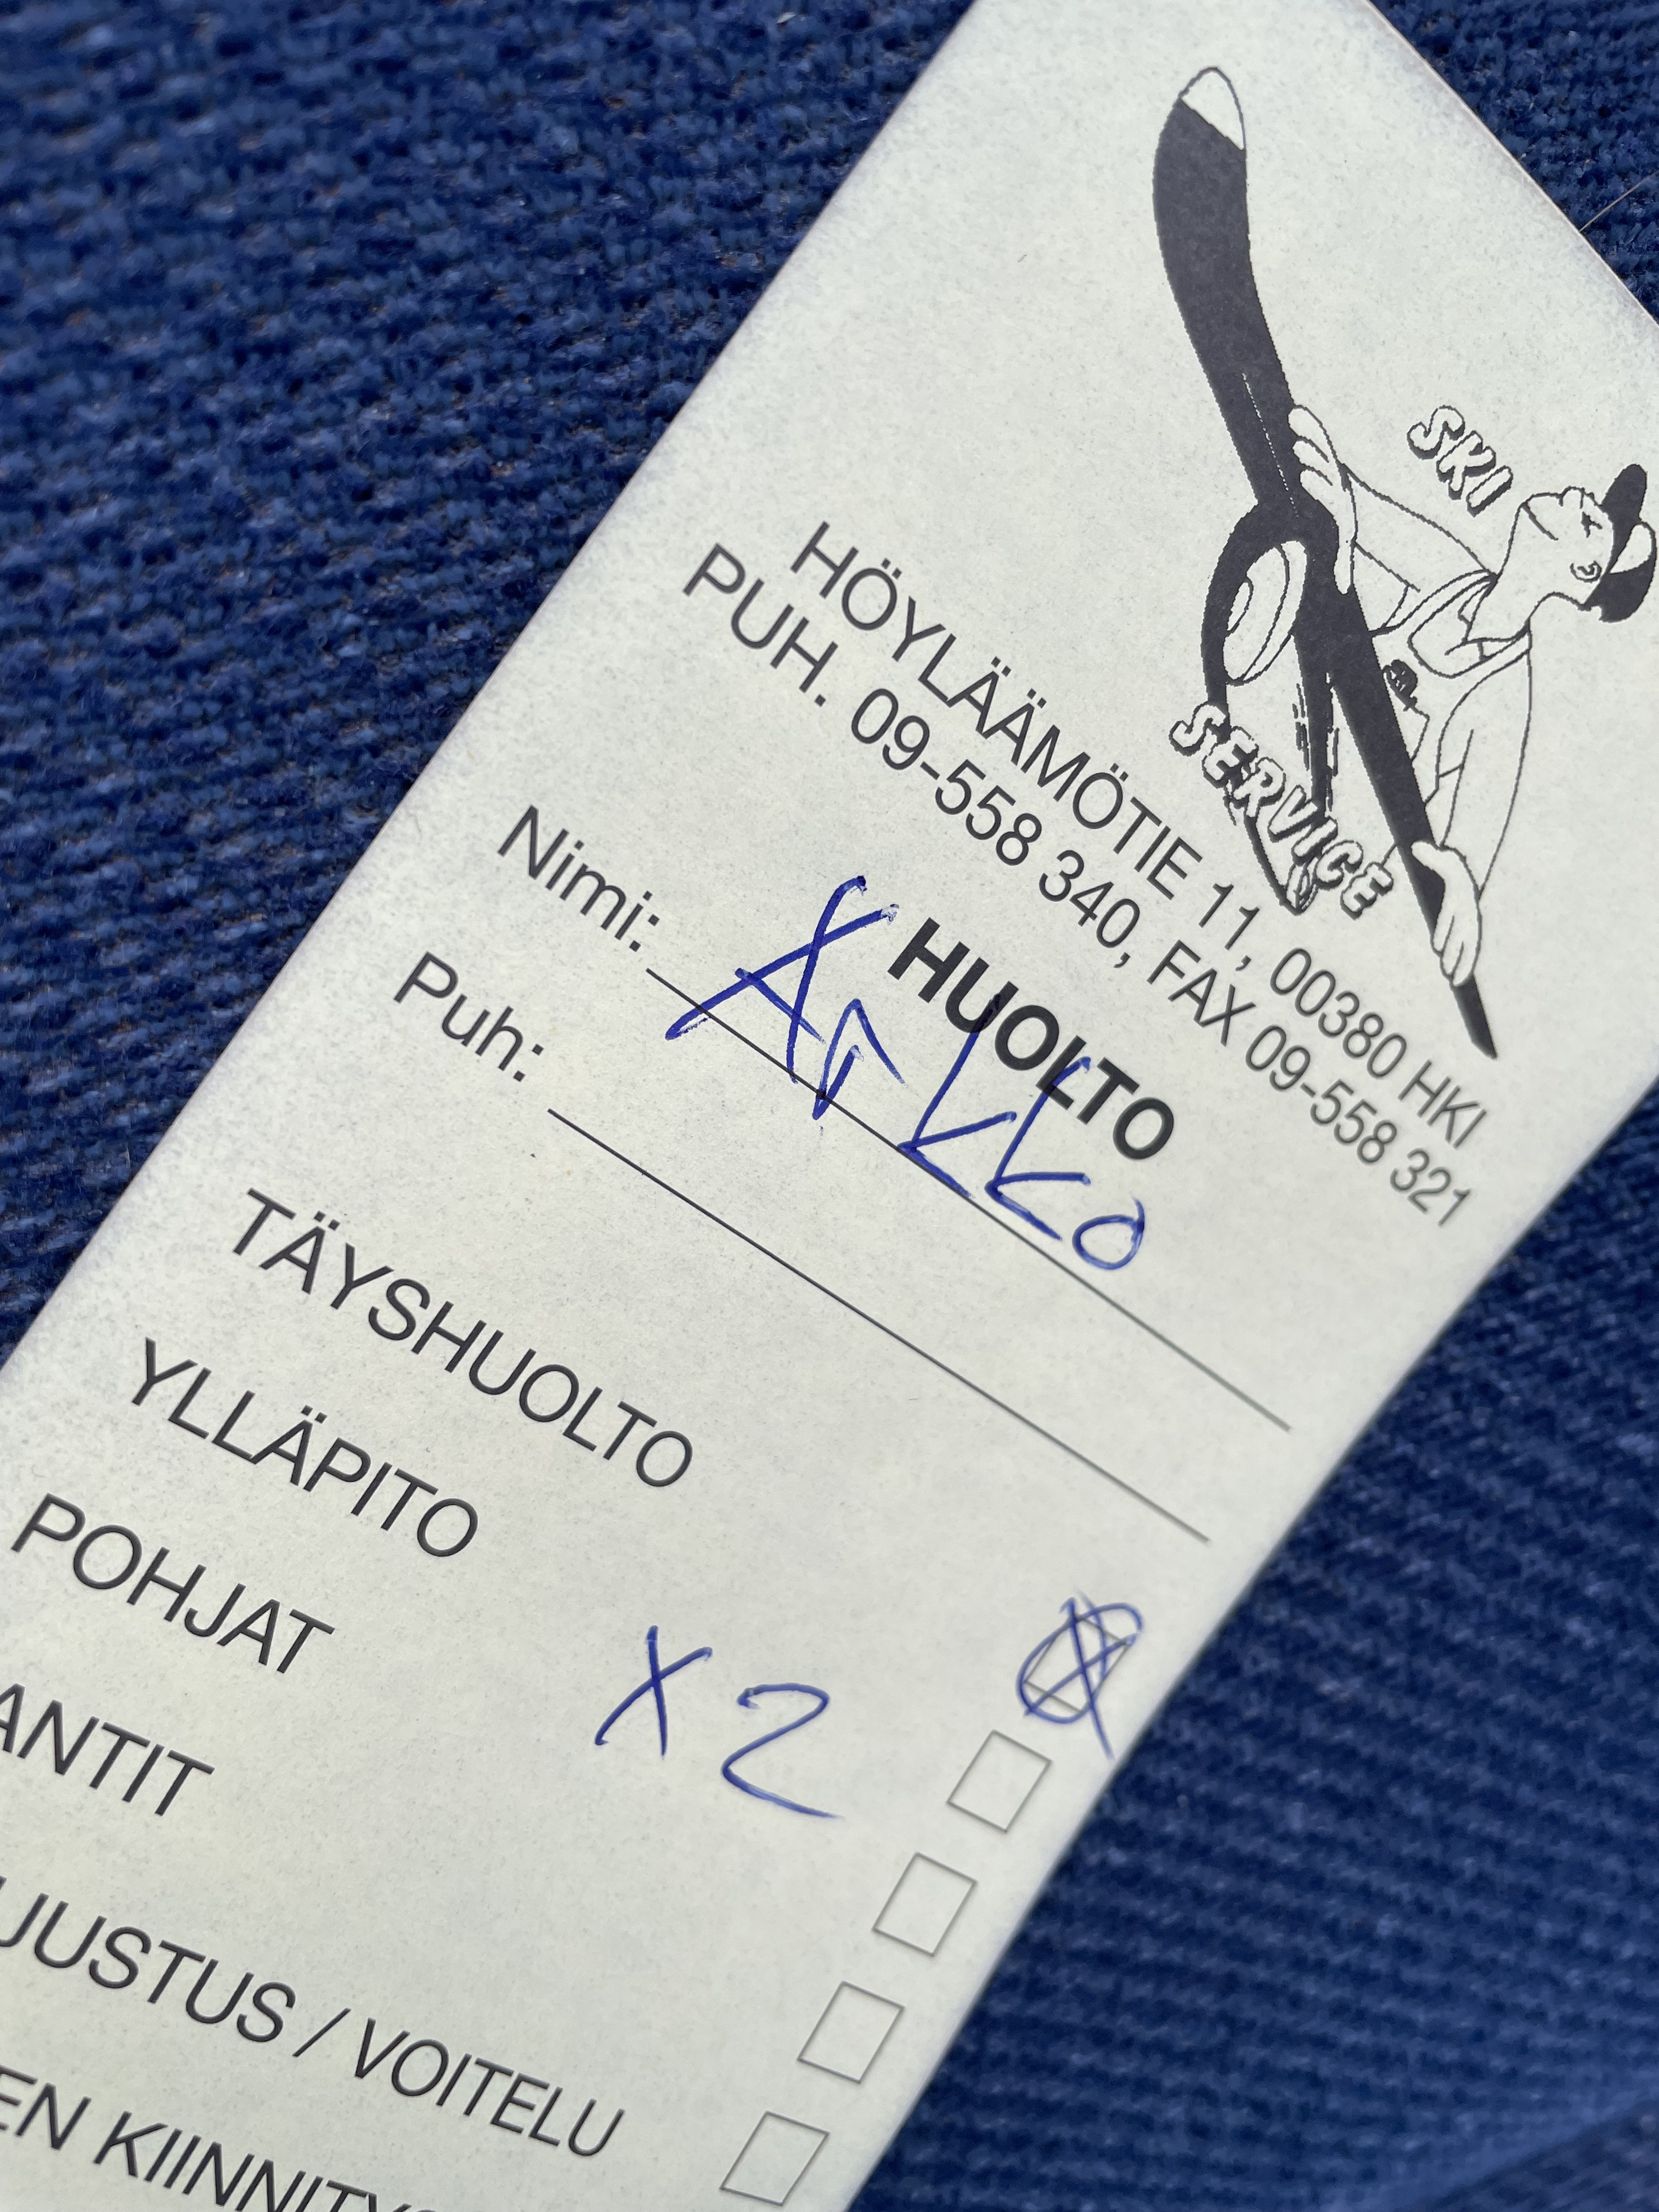 SKI
SERVICE
HÖYLÄÄMÖTIE 11, 00380 HKI
PUH. 09-558 340, FAX 09-558 321
HUOLTO
Nimi: Arkko
Puh:
TÄYSHUOLTO
YLLÄPITO
POHJAT X2
ANTIT
JUSTUS / VOITELU
EN KIINNITY